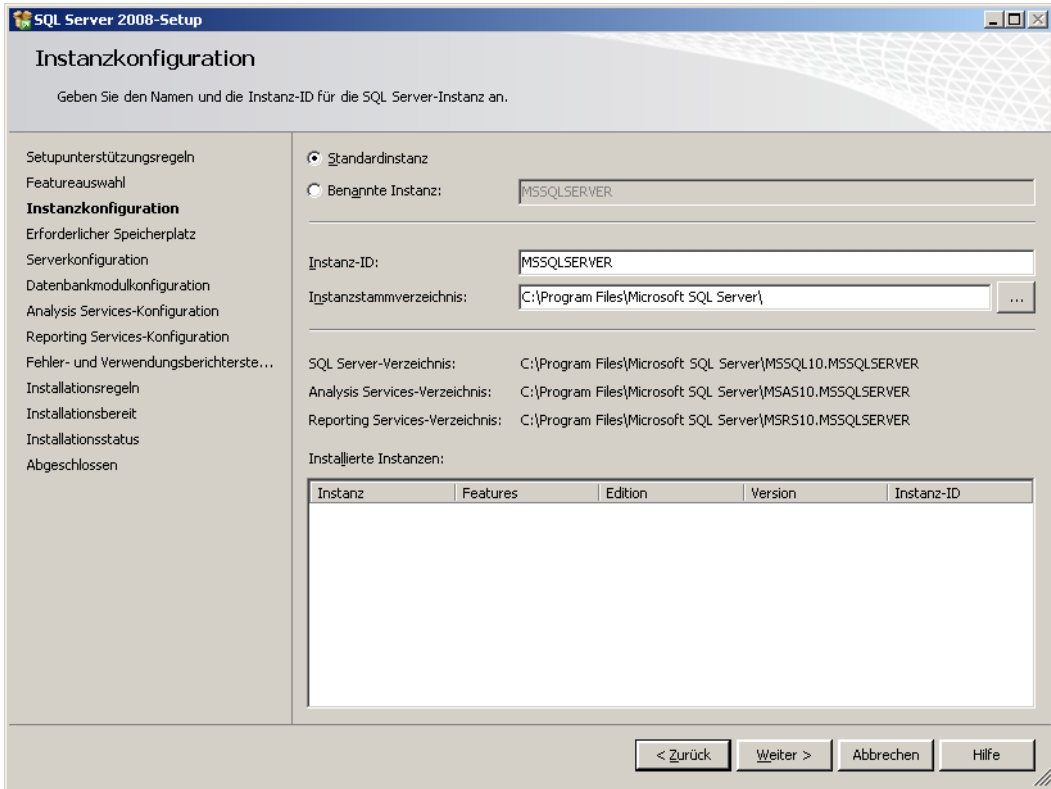 SQL Server 2008-Setup
Instanzkonfiguration
Geben Sie den Namen und die Instanz-ID für die SQL Server-Instanz an.
Setupunterstützungsregeln
Featureauswahl
Instanzkonfiguration
Erforderlicher Speicherplatz
Serverkonfiguration
Datenbankmodulkonfiguration
Analysis Services-Konfiguration
Reporting Services-Konfiguration
Fehler- und Verwendungsberichterste...
Installationsregeln
Installationsbereit
Installationsstatus
Abgeschlossen
Standardinstanz
Benannte Instanz: MSSQLSERVER
Instanz-ID: MSSQLSERVER
Instanzstammverzeichnis: C:\Program Files\Microsoft SQL Server\ ...
SQL Server-Verzeichnis: C:\Program Files\Microsoft SQL Server\MSSQL10.MSSQLSERVER
Analysis Services-Verzeichnis: C:\Program Files\Microsoft SQL Server\MSAS10.MSSQLSERVER
Reporting Services-Verzeichnis: C:\Program Files\Microsoft SQL Server\MSRS10.MSSQLSERVER
Installierte Instanzen:
Instanz Features Edition Version Instanz-ID
< Zurück Weiter > Abbrechen Hilfe